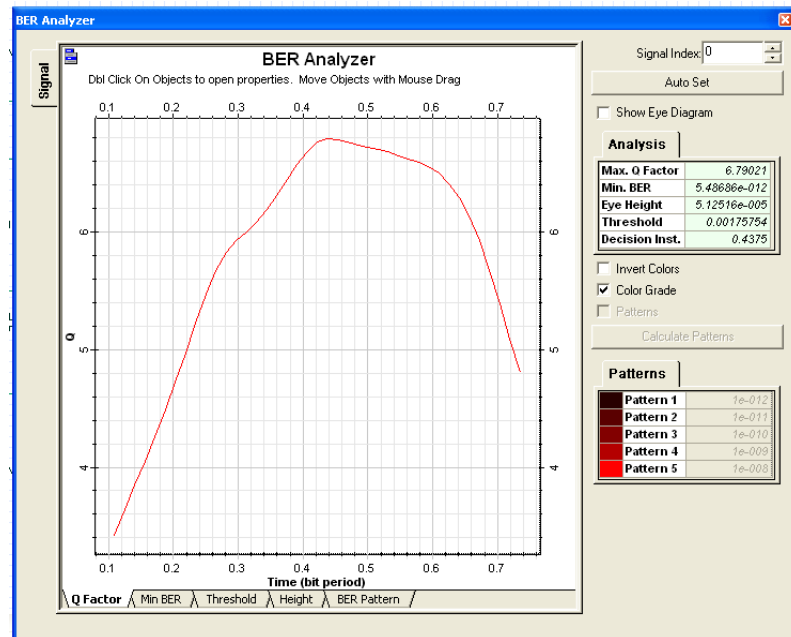 BER Analyzer
Signal
BER Analyzer
Dbl Click On Objects to open properties. Move Objects with Mouse Drag
0.1 0.2 0.3 0.4 0.5 0.6 0.7
6 6
5 5
4 4
Q
0.1 0.2 0.3 0.4 0.5 0.6 0.7
Time (bit period)
Q Factor Min BER Threshold Height BER Pattern
Signal Index: 0
Auto Set
Show Eye Diagram
Analysis
Max. Q Factor 6.79021
Min. BER 5.48686e-012
Eye Height 5.12516e-005
Threshold 0.00175754
Decision Inst. 0.4375
Invert Colors
Color Grade
Patterns
Calculate Patterns
Patterns
Pattern 1 1e-012
Pattern 2 1e-011
Pattern 3 1e-010
Pattern 4 1e-009
Pattern 5 1e-008